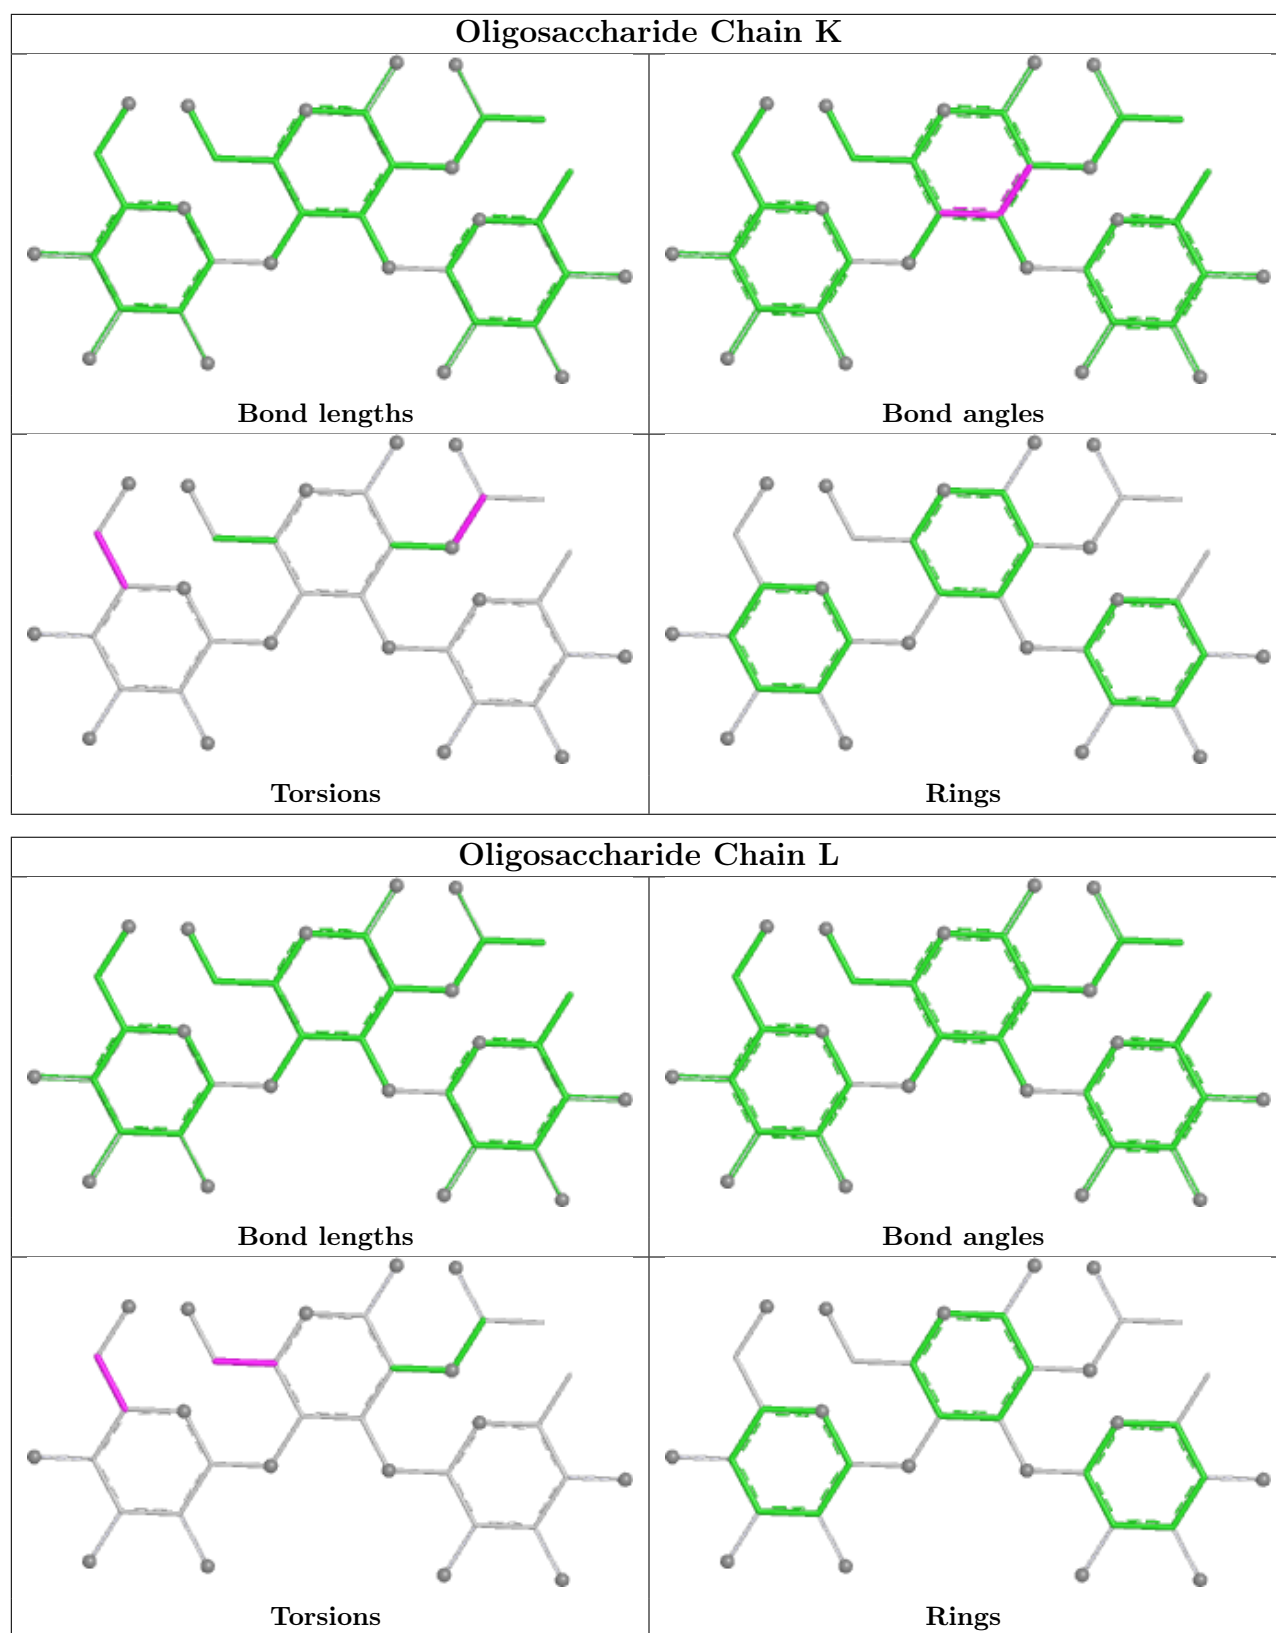 Oligosaccharide Chain K
Bond lengths
Bond angles
Torsions
Rings
Oligosaccharide Chain L
Bond lengths
Bond angles
Torsions
Rings